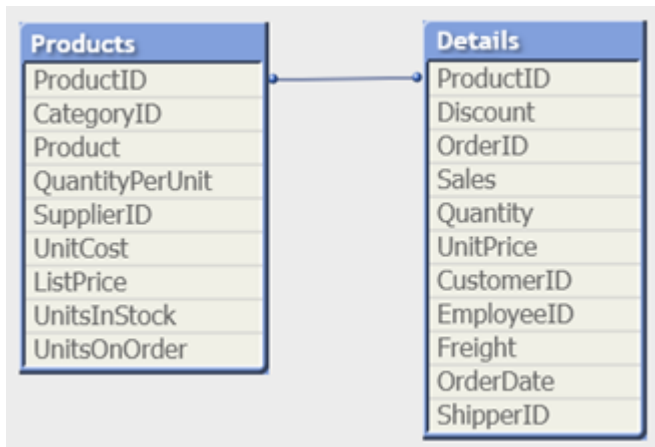 Products
ProductID
CategoryID
Product
QuantityPerUnit
SupplierID
UnitCost
ListPrice
UnitsInStock
UnitsOnOrder
Details
ProductID
Discount
OrderID
Sales
Quantity
UnitPrice
CustomerID
EmployeeID
Freight
OrderDate
ShipperID